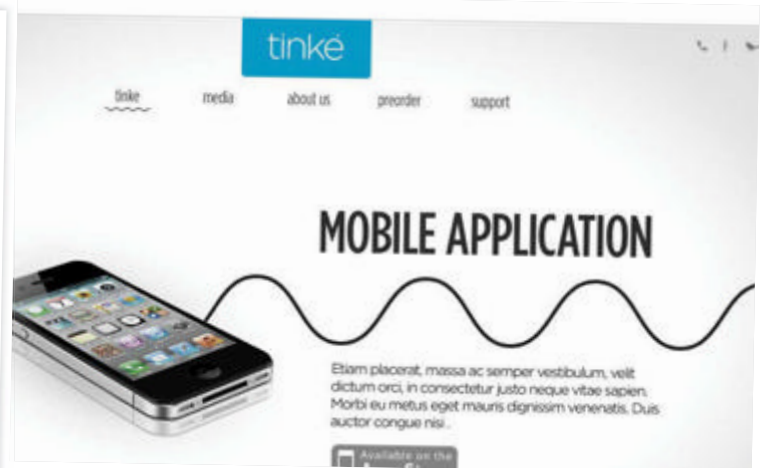 tinké
tinke media about us preorder support
MOBILE APPLICATION
Etiam placerat, massa ac semper vestibulum, velit
dictum orci, in consectetur justo neque vitae sapien.
Morbi eu metus eget mauris dignissim venenatis. Duis
auctor congue nisi .
Available on the